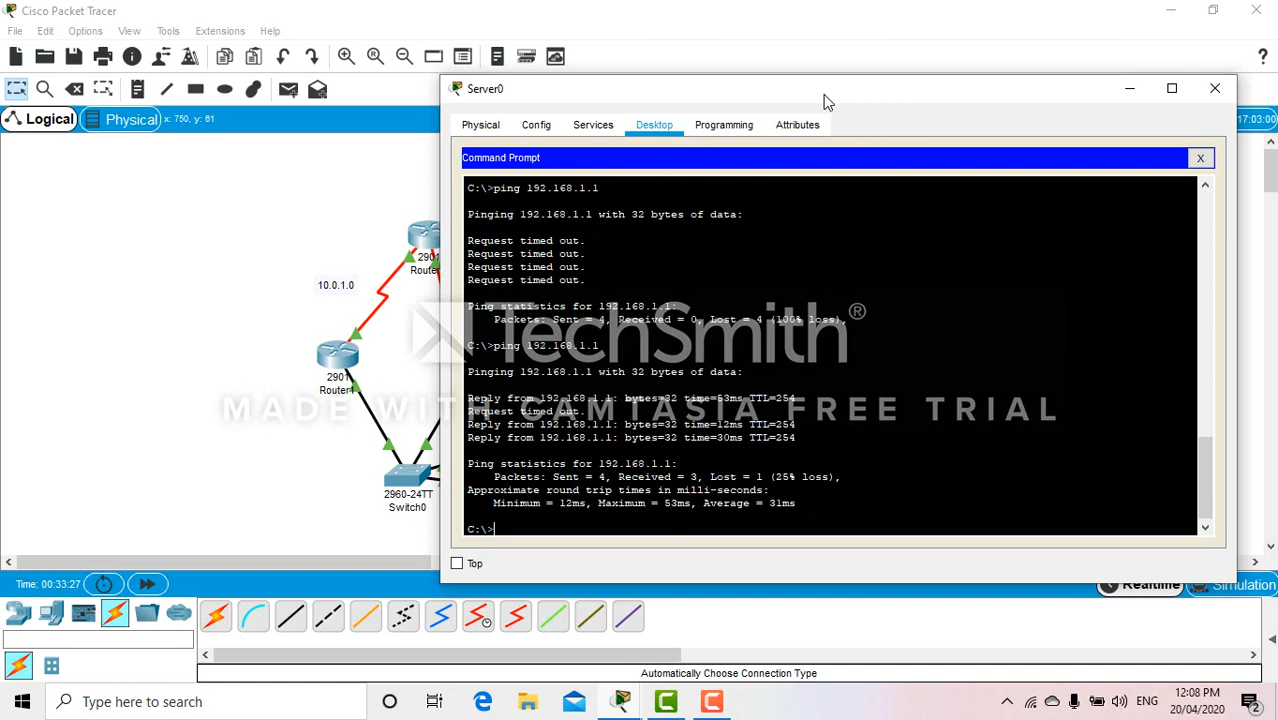 Cisco Packet Tracer
File Edit Options View Tools Extensions Help
Logical Physical x: 750, y: 61
17:03:00
Server0
Physical Config Services Desktop Programming Attributes
Command Prompt
X
C:\>ping 192.168.1.1
Pinging 192.168.1.1 with 32 bytes of data:
Request timed out.
Request timed out.
Request timed out.
Request timed out.
Ping statistics for 192.168.1.1:
Packets: Sent = 4, Received = 0, Lost = 4 (100% loss),
C:\>ping 192.168.1.1
Pinging 192.168.1.1 with 32 bytes of data:
Reply from 192.168.1.1: bytes=32 time=53ms TTL=254
Request timed out.
Reply from 192.168.1.1: bytes=32 time=12ms TTL=254
Reply from 192.168.1.1: bytes=32 time=30ms TTL=254
Ping statistics for 192.168.1.1:
Packets: Sent = 4, Received = 3, Lost = 1 (25% loss),
Approximate round trip times in milli-seconds:
Minimum = 12ms, Maximum = 53ms, Average = 31ms
C:\>
Top
2901
Route
10.0.1.0
2901
Router1
2960-24TT
Switch0
TechSmith®
MADE WITH CAMTASIA FREE TRIAL
Time: 00:33:27
Realtime Simulation
Automatically Choose Connection Type
Type here to search
ENG
12:08 PM
20/04/2020
2